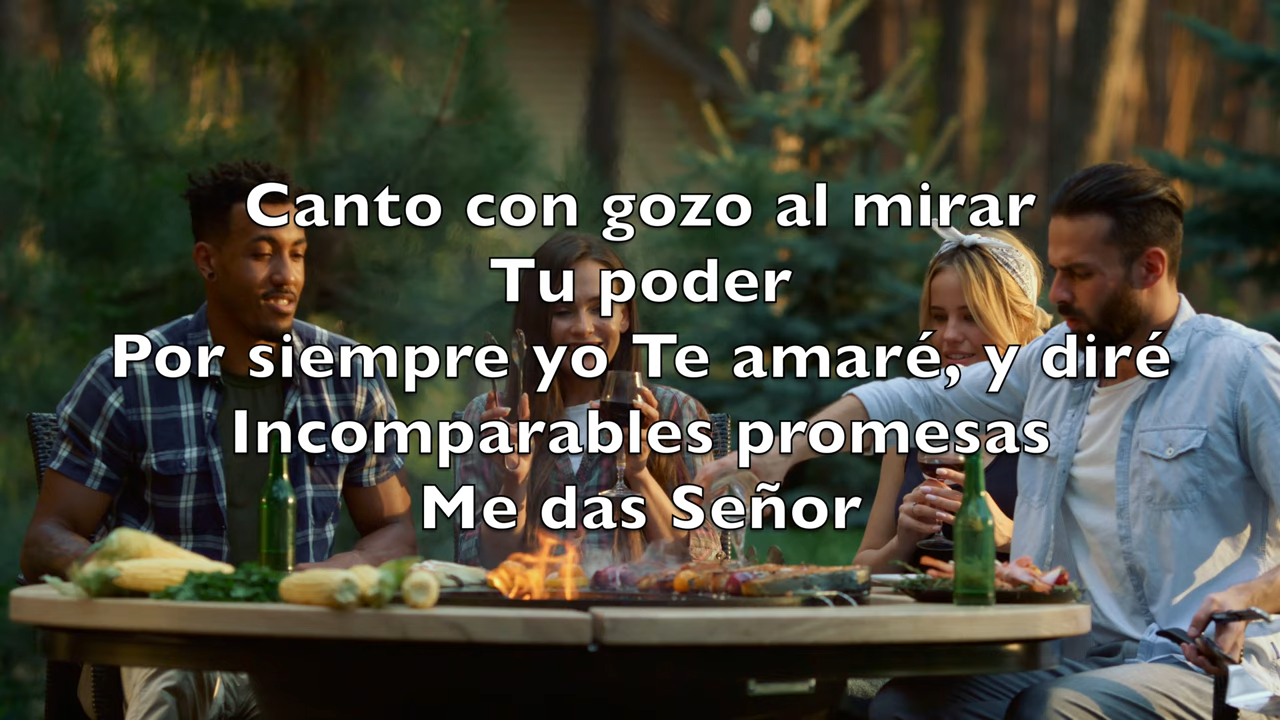 Canto con gozo al mirar
Tu poder
Por siempre yo Te amaré, y diré
Incomparables promesas
Me das Señor